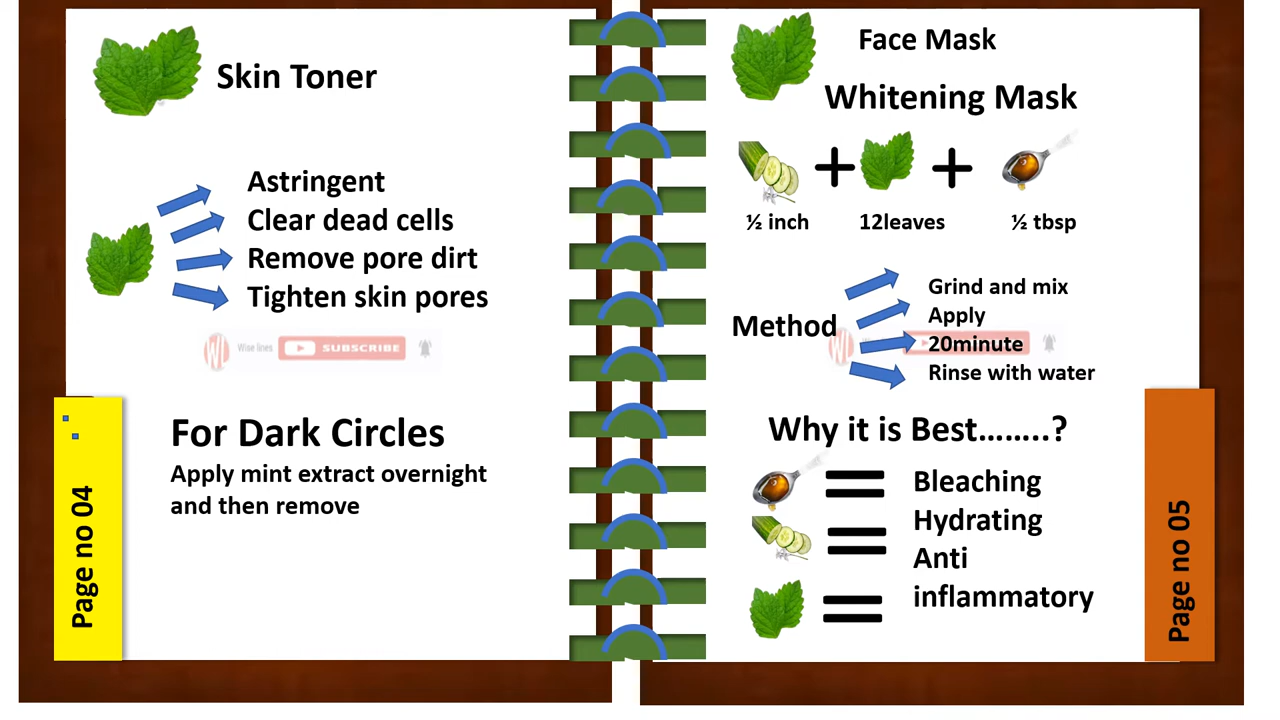 Skin Toner
Astringent
Clear dead cells
Remove pore dirt
Tighten skin pores
Wise lines SUBSCRIBE
For Dark Circles
Apply mint extract overnight
and then remove
Page no 04
Face Mask
Whitening Mask
½ inch 12leaves ½ tbsp
Method
Grind and mix
Apply
20minute
Rinse with water
Why it is Best……..?
Bleaching
Hydrating
Anti
inflammatory
Page no 05